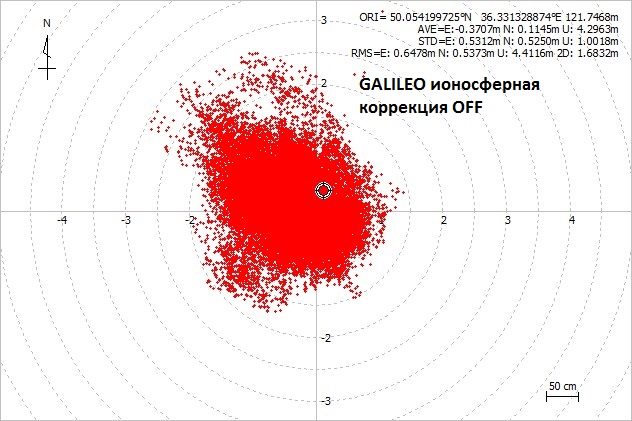 N
3
ORI= 50.054199725°N 36.331328874°E 121.7468m
AVE=E:-0.3707m N: 0.1145m U: 4.2963m
STD=E: 0.5312m N: 0.5250m U: 1.0018m
RMS=E: 0.6478m N: 0.5373m U: 4.4116m 2D: 1.6832m
2
GALILEO ионосферная
коррекция OFF
-4 -3 -2 2 3 4
-2
50 cm
-3